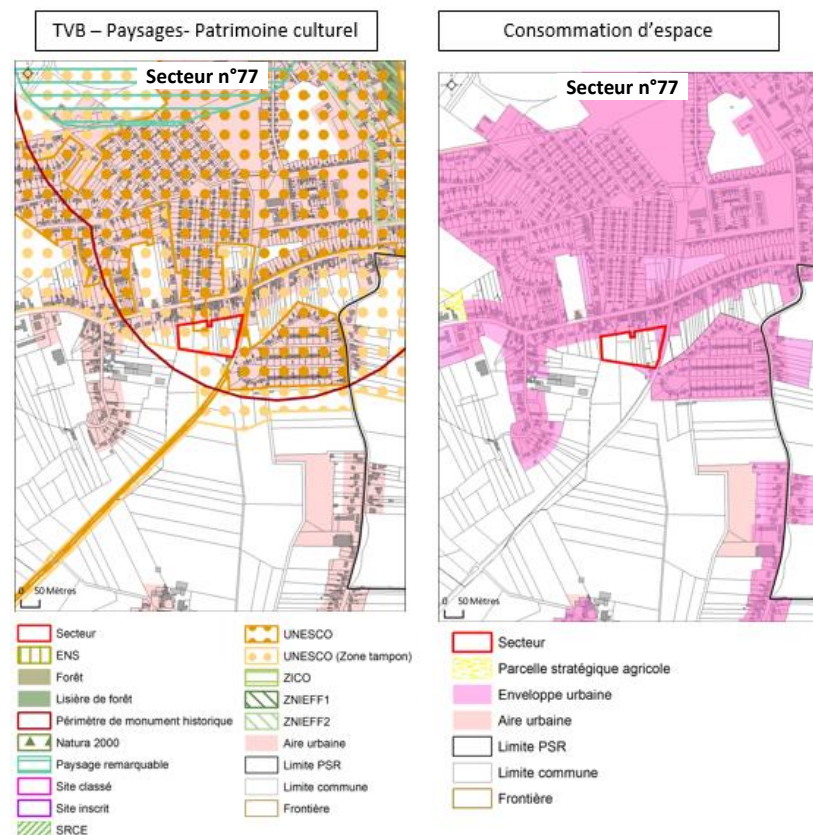 TVB – Paysages- Patrimoine culturel
Consommation d'espace
Secteur n°77
0 50 Mètres
Secteur
ENS
Forêt
Lisière de forêt
Périmètre de monument historique
Natura 2000
Paysage remarquable
Site classé
Site inscrit
SRCE
UNESCO
UNESCO (Zone tampon)
ZICO
ZNIEFF1
ZNIEFF2
Aire urbaine
Limite PSR
Limite commune
Frontière
Secteur n°77
0 50 Mètres
Secteur
Parcelle stratégique agricole
Enveloppe urbaine
Aire urbaine
Limite PSR
Limite commune
Frontière